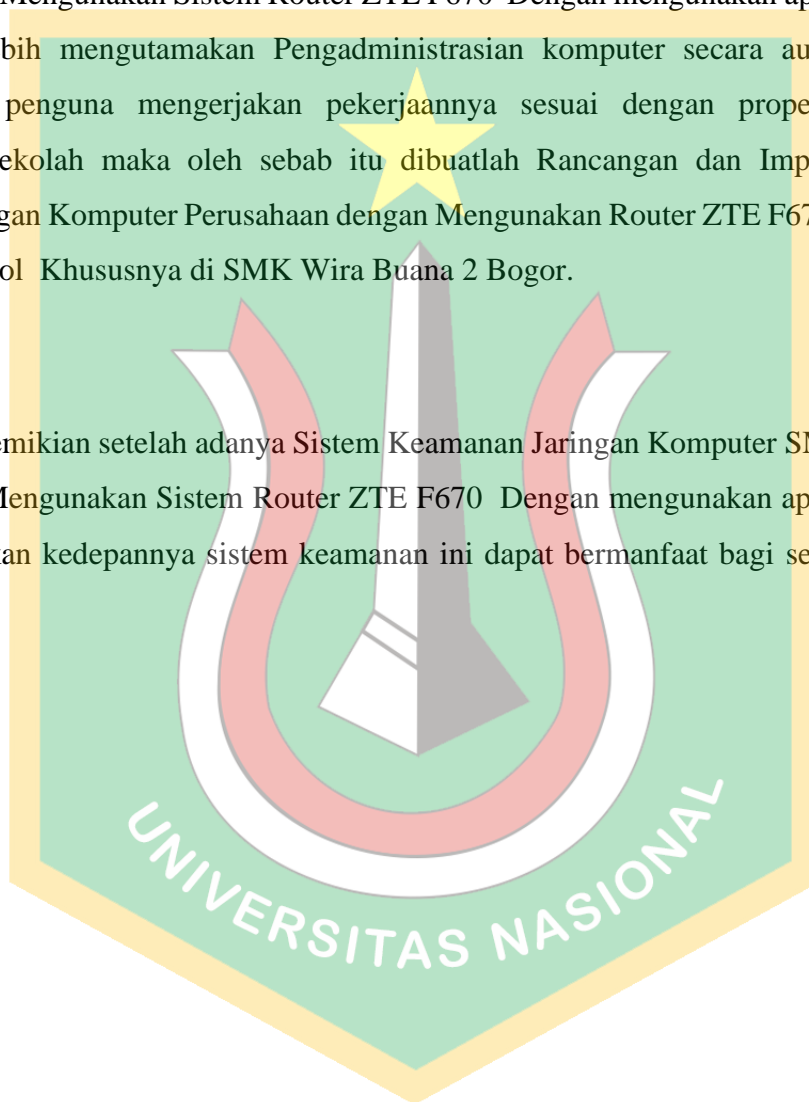 Mengunakan Sistem Router ZTE F670 Dengan mengunakan ap
bih mengutamakan Pengadministrasian komputer secara au
penguna mengerjakan pekerjaannya sesuai dengan prope
ekolah maka oleh sebab itu dibuatlah Rancangan dan Imp
gan Komputer Perusahaan dengan Mengunakan Router ZTE F67
ol Khususnya di SMK Wira Buana 2 Bogor.
emikian setelah adanya Sistem Keamanan Jaringan Komputer SM
Mengunakan Sistem Router ZTE F670 Dengan mengunakan ap
kan kedepannya sistem keamanan ini dapat bermanfaat bagi se
UNIVERSITAS NASIONAL